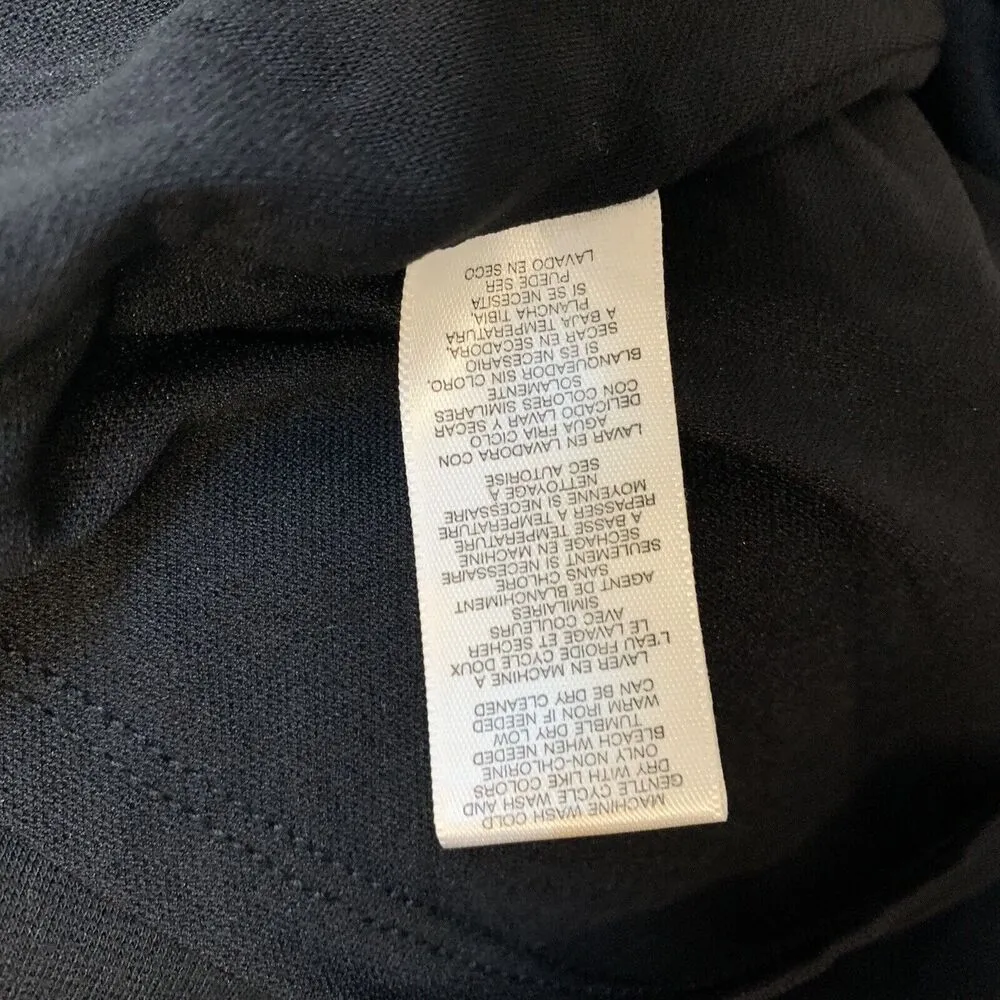 MACHINE WASH COLD
GENTLE CYCLE WASH AND
DRY WITH LIKE COLORS
ONLY NON-CHLORINE
BLEACH WHEN NEEDED
TUMBLE DRY LOW
WARM IRON IF NEEDED
CAN BE DRY CLEANED
LAVER EN MACHINE A
L'EAU FROIDE CYCLE DOUX
LE LAVAGE ET SECHER
AVEC COULEURS
SIMILAIRES
AGENT DE BLANCHIMENT
SANS CHLORE
SEULEMENT SI NECESSAIRE
SECHAGE EN MACHINE
A BASSE TEMPERATURE
REPASSER A TEMPERATURE
MOYENNE SI NECESSAIRE
NETTOYAGE A
SEC AUTORISE
LAVAR EN LAVADORA CON
AGUA FRIA CICLO
DELICADO LAVAR Y SECAR
CON COLORES SIMILARES
SOLAMENTE
BLANQUEADOR SIN CLORO,
SI ES NECESARIO
SECAR EN SECADORA,
A BAJA TEMPERATURA
PLANCHA TIBIA,
SI SE NECESITA
PUEDE SER
LAVADO EN SECO